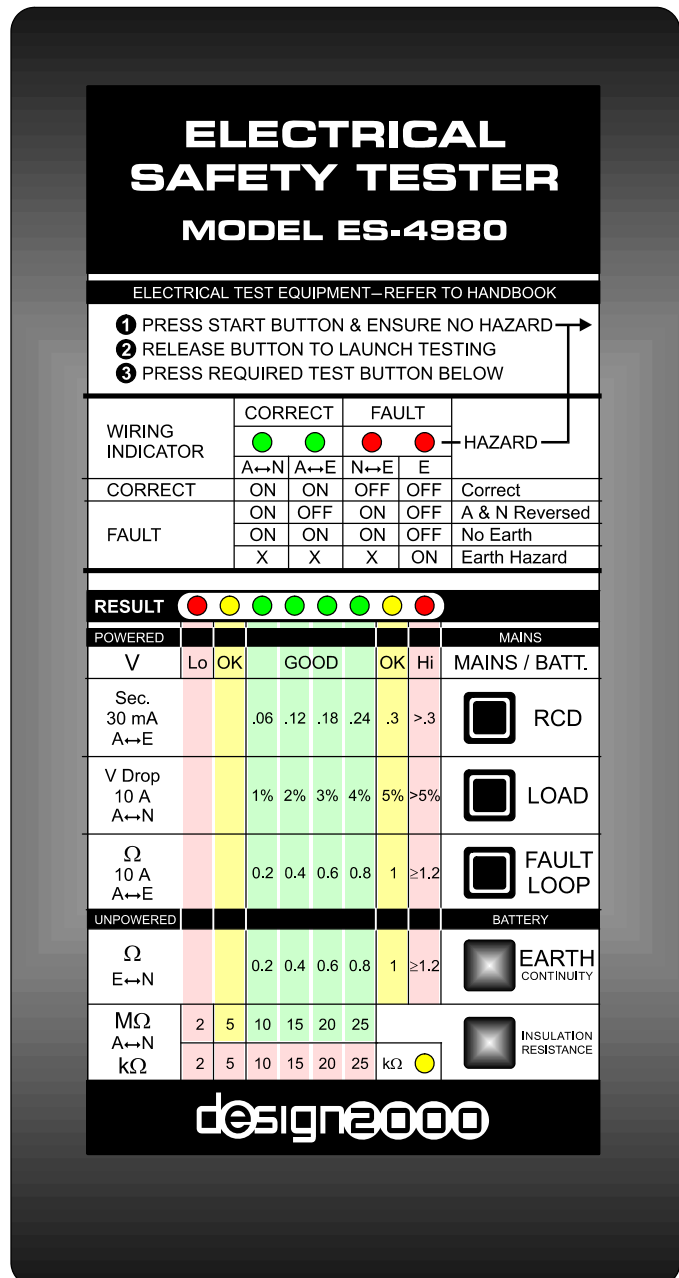 ELECTRICAL
SAFETY TESTER
MODEL ES-4980
ELECTRICAL TEST EQUIPMENT–REFER TO HANDBOOK
1 PRESS START BUTTON & ENSURE NO HAZARD
2 RELEASE BUTTON TO LAUNCH TESTING
3 PRESS REQUIRED TEST BUTTON BELOW
WIRING INDICATOR
CORRECT FAULT
HAZARD
A↔N A↔E N↔E E
CORRECT ON ON OFF OFF Correct
FAULT
ON OFF ON OFF A & N Reversed
ON ON ON OFF No Earth
X X X ON Earth Hazard
RESULT
POWERED MAINS
V Lo OK GOOD OK Hi MAINS / BATT.
Sec.
30 mA
A↔E
.06 .12 .18 .24 .3 >.3 RCD
V Drop
10 A
A↔N
1% 2% 3% 4% 5% >5% LOAD
Ω
10 A
A↔E
0.2 0.4 0.6 0.8 1 ≥1.2 FAULT
LOOP
UNPOWERED BATTERY
Ω
E↔N
0.2 0.4 0.6 0.8 1 ≥1.2 EARTH
CONTINUITY
MΩ 2 5 10 15 20 25
A↔N
kΩ 2 5 10 15 20 25 kΩ
INSULATION
RESISTANCE
design2000